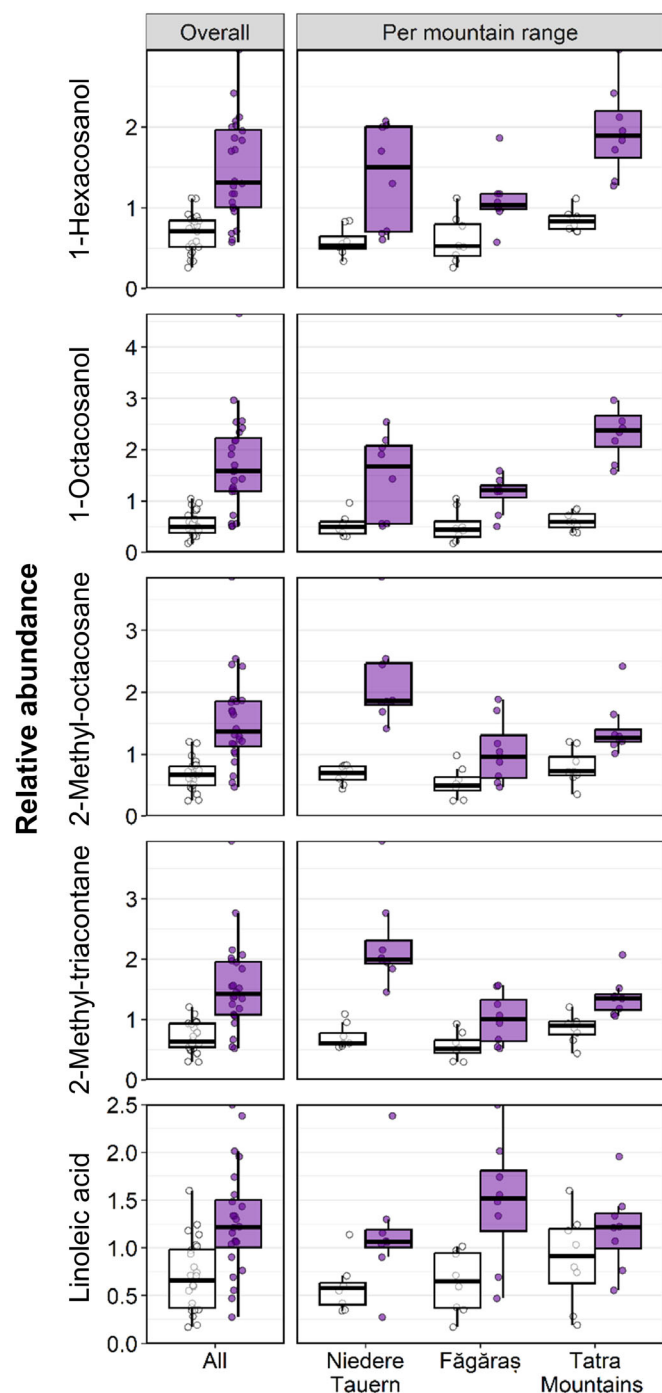 Overall
Per mountain range
Relative abundance
1-Hexacosanol
2
1
0
1-Octacosanol
4
3
2
1
0
2-Methyl-octacosane
3
2
1
0
2-Methyl-triacontane
3
2
1
0
Linoleic acid
2.5
2.0
1.5
1.0
0.5
0.0
All
Niedere
Tauern
Făgăraș
Tatra
Mountains